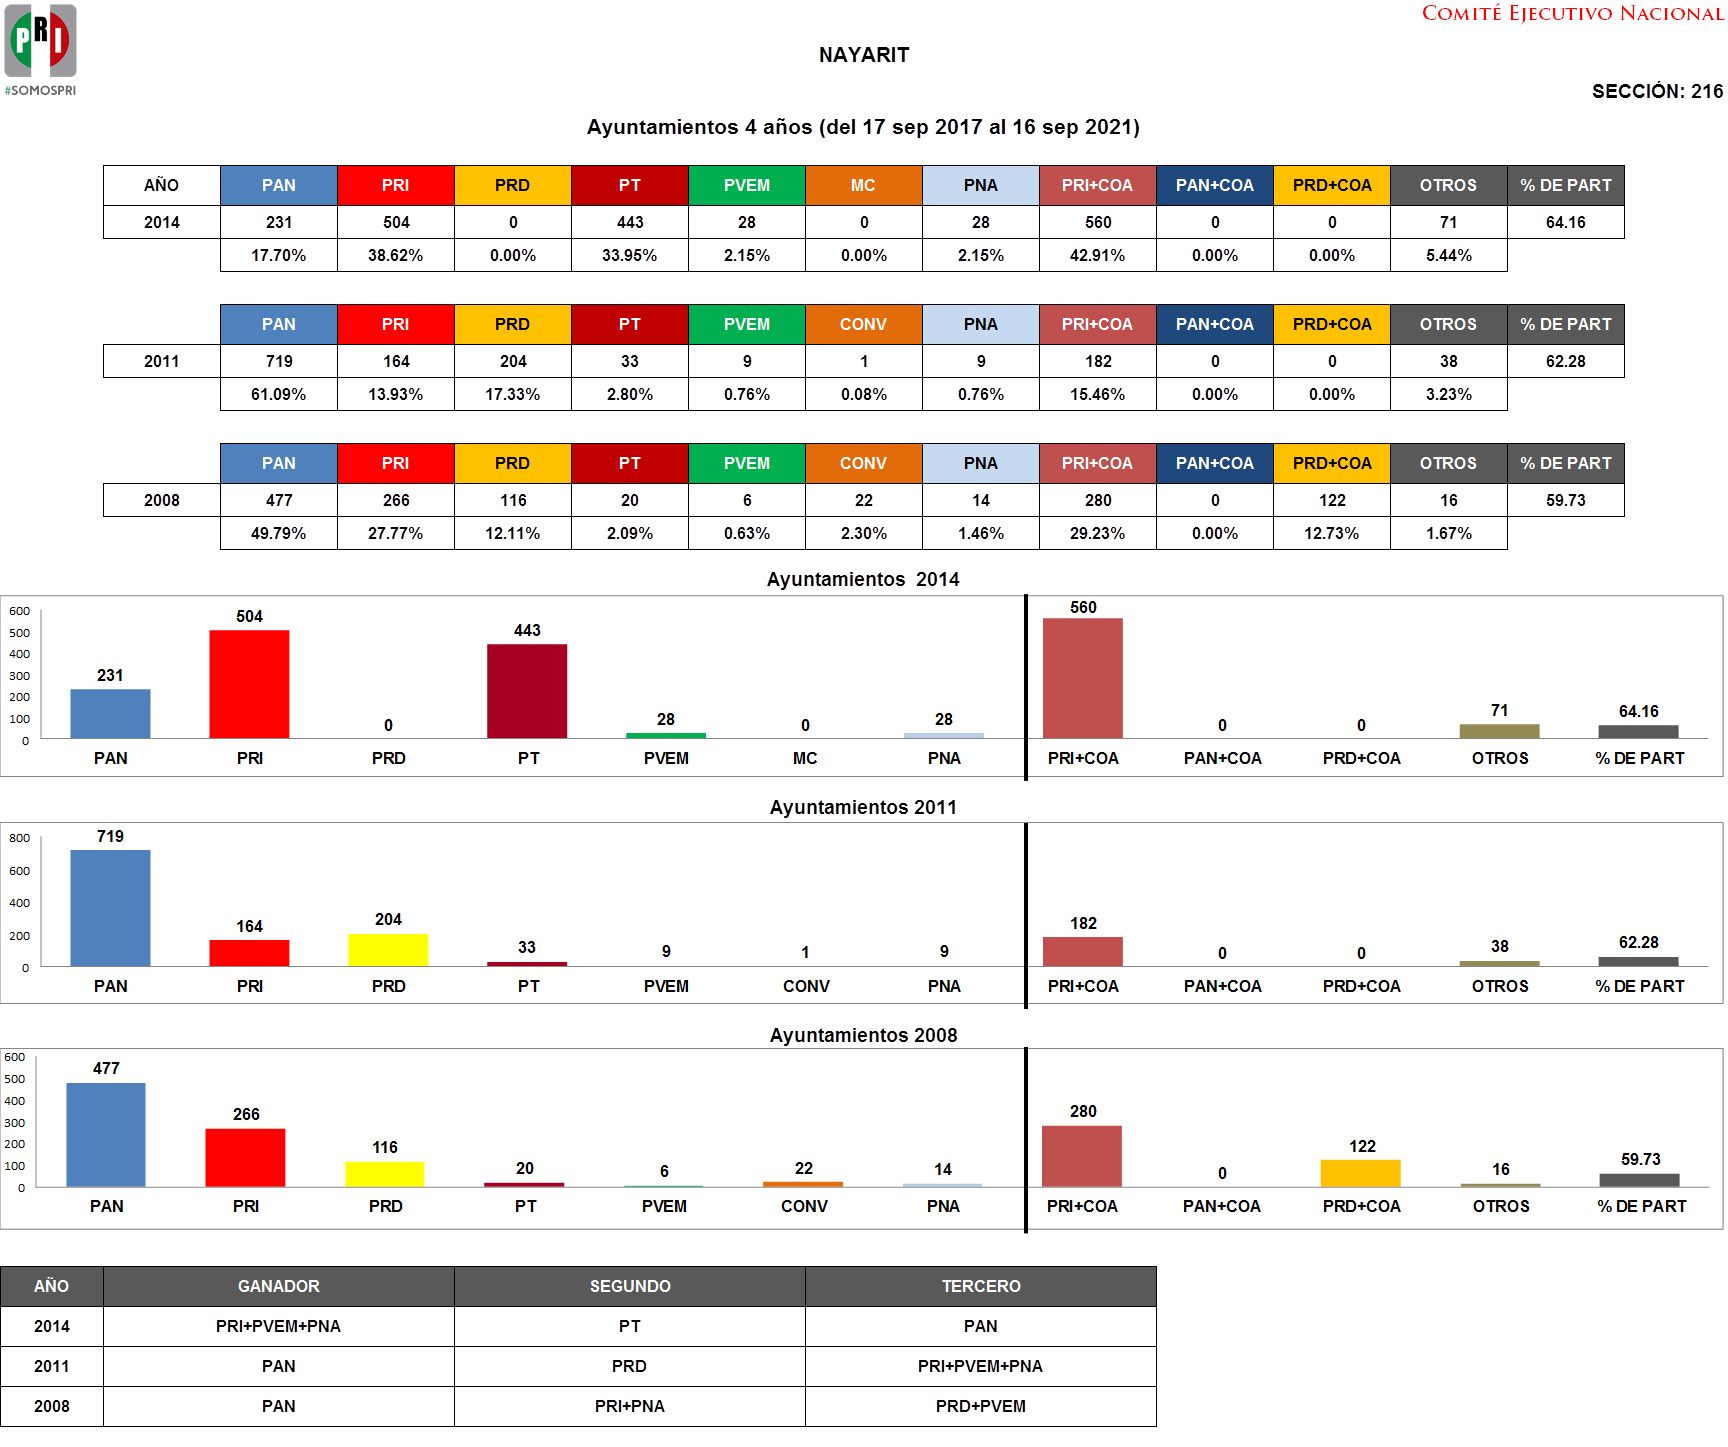 PRI
#SOMOSPRI
COMITÉ EJECUTIVO NACIONAL
NAYARIT
SECCIÓN: 216
Ayuntamientos 4 años (del 17 sep 2017 al 16 sep 2021)
AÑO PAN PRI PRD PT PVEM MC PNA PRI+COA PAN+COA PRD+COA OTROS % DE PART
2014 231 504 0 443 28 0 28 560 0 0 71 64.16
17.70% 38.62% 0.00% 33.95% 2.15% 0.00% 2.15% 42.91% 0.00% 0.00% 5.44%
PAN PRI PRD PT PVEM CONV PNA PRI+COA PAN+COA PRD+COA OTROS % DE PART
2011 719 164 204 33 9 1 9 182 0 0 38 62.28
61.09% 13.93% 17.33% 2.80% 0.76% 0.08% 0.76% 15.46% 0.00% 0.00% 3.23%
PAN PRI PRD PT PVEM CONV PNA PRI+COA PAN+COA PRD+COA OTROS % DE PART
2008 477 266 116 20 6 22 14 280 0 122 16 59.73
49.79% 27.77% 12.11% 2.09% 0.63% 2.30% 1.46% 29.23% 0.00% 12.73% 1.67%
Ayuntamientos 2014
600
500
400
300
200
100
0
231 504 0 443 28 0 28 560 0 0 71 64.16
PAN PRI PRD PT PVEM MC PNA PRI+COA PAN+COA PRD+COA OTROS % DE PART
Ayuntamientos 2011
800
600
400
200
0
719 164 204 33 9 1 9 182 0 0 38 62.28
PAN PRI PRD PT PVEM CONV PNA PRI+COA PAN+COA PRD+COA OTROS % DE PART
Ayuntamientos 2008
600
500
400
300
200
100
0
477 266 116 20 6 22 14 280 0 122 16 59.73
PAN PRI PRD PT PVEM CONV PNA PRI+COA PAN+COA PRD+COA OTROS % DE PART
AÑO GANADOR SEGUNDO TERCERO
2014 PRI+PVEM+PNA PT PAN
2011 PAN PRD PRI+PVEM+PNA
2008 PAN PRI+PNA PRD+PVEM